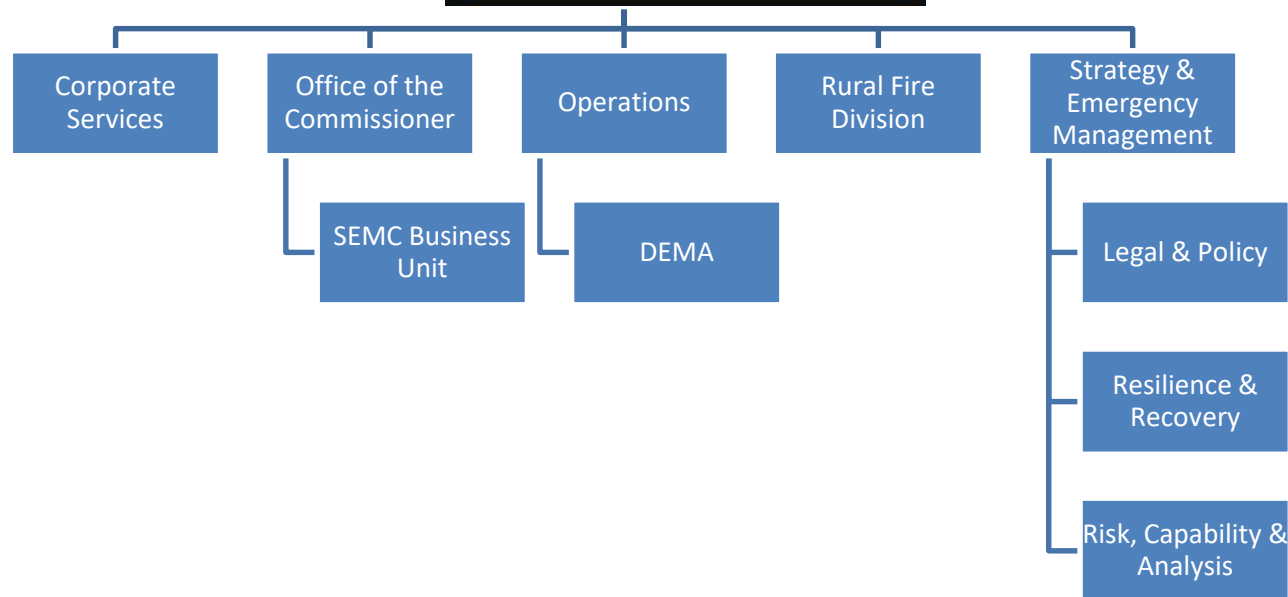 Corporate
Services
Office of the
Commissioner
Operations
Rural Fire
Division
Strategy &
Emergency
Management
SEMC Business
Unit
DEMA
Legal & Policy
Resilience &
Recovery
Risk, Capability &
Analysis